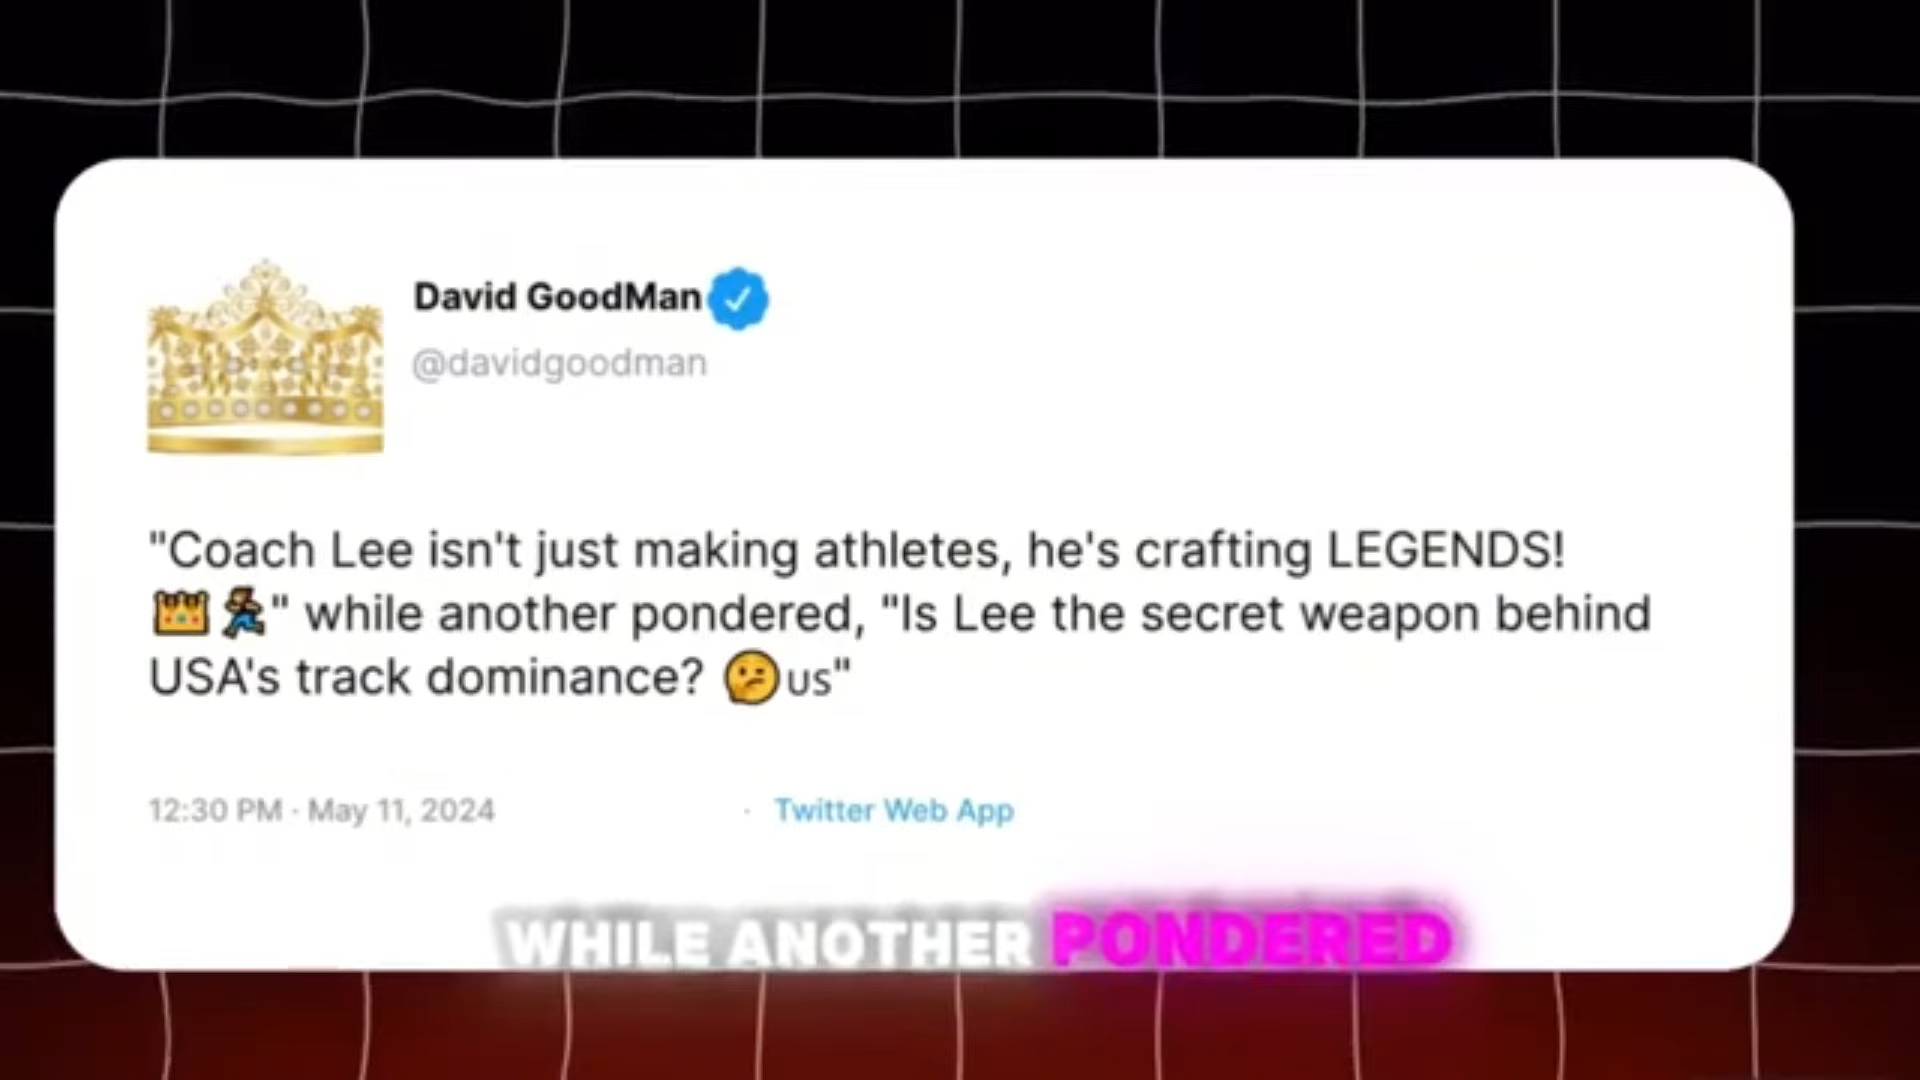 David GoodMan
@davidgoodman
"Coach Lee isn't just making athletes, he's crafting LEGENDS!
👑🏃" while another pondered, "Is Lee the secret weapon behind
USA's track dominance? 🤔US"
12:30 PM · May 11, 2024 · Twitter Web App
WHILE ANOTHER PONDERED